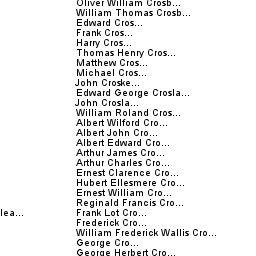 Oliver William Crosb...
William Thomas Crosb...
Edward Cros...
Frank Cros...
Harry Cros...
Thomas Henry Cros...
Matthew Cros...
Michael Cros...
John Croske...
Edward George Crosla...
John Crosla...
William Roland Cros...
Albert Wilford Cro...
Albert John Cro...
Albert Edward Cro...
Arthur James Cro...
Arthur Charles Cro...
Ernest Clarence Cro...
Hubert Ellesmere Cro...
Ernest William Cro...
Reginald Francis Cro...
lea... Frank Lot Cro...
Frederick Cro...
William Frederick Wallis Cro...
George Cro...
George Herbert Cro...